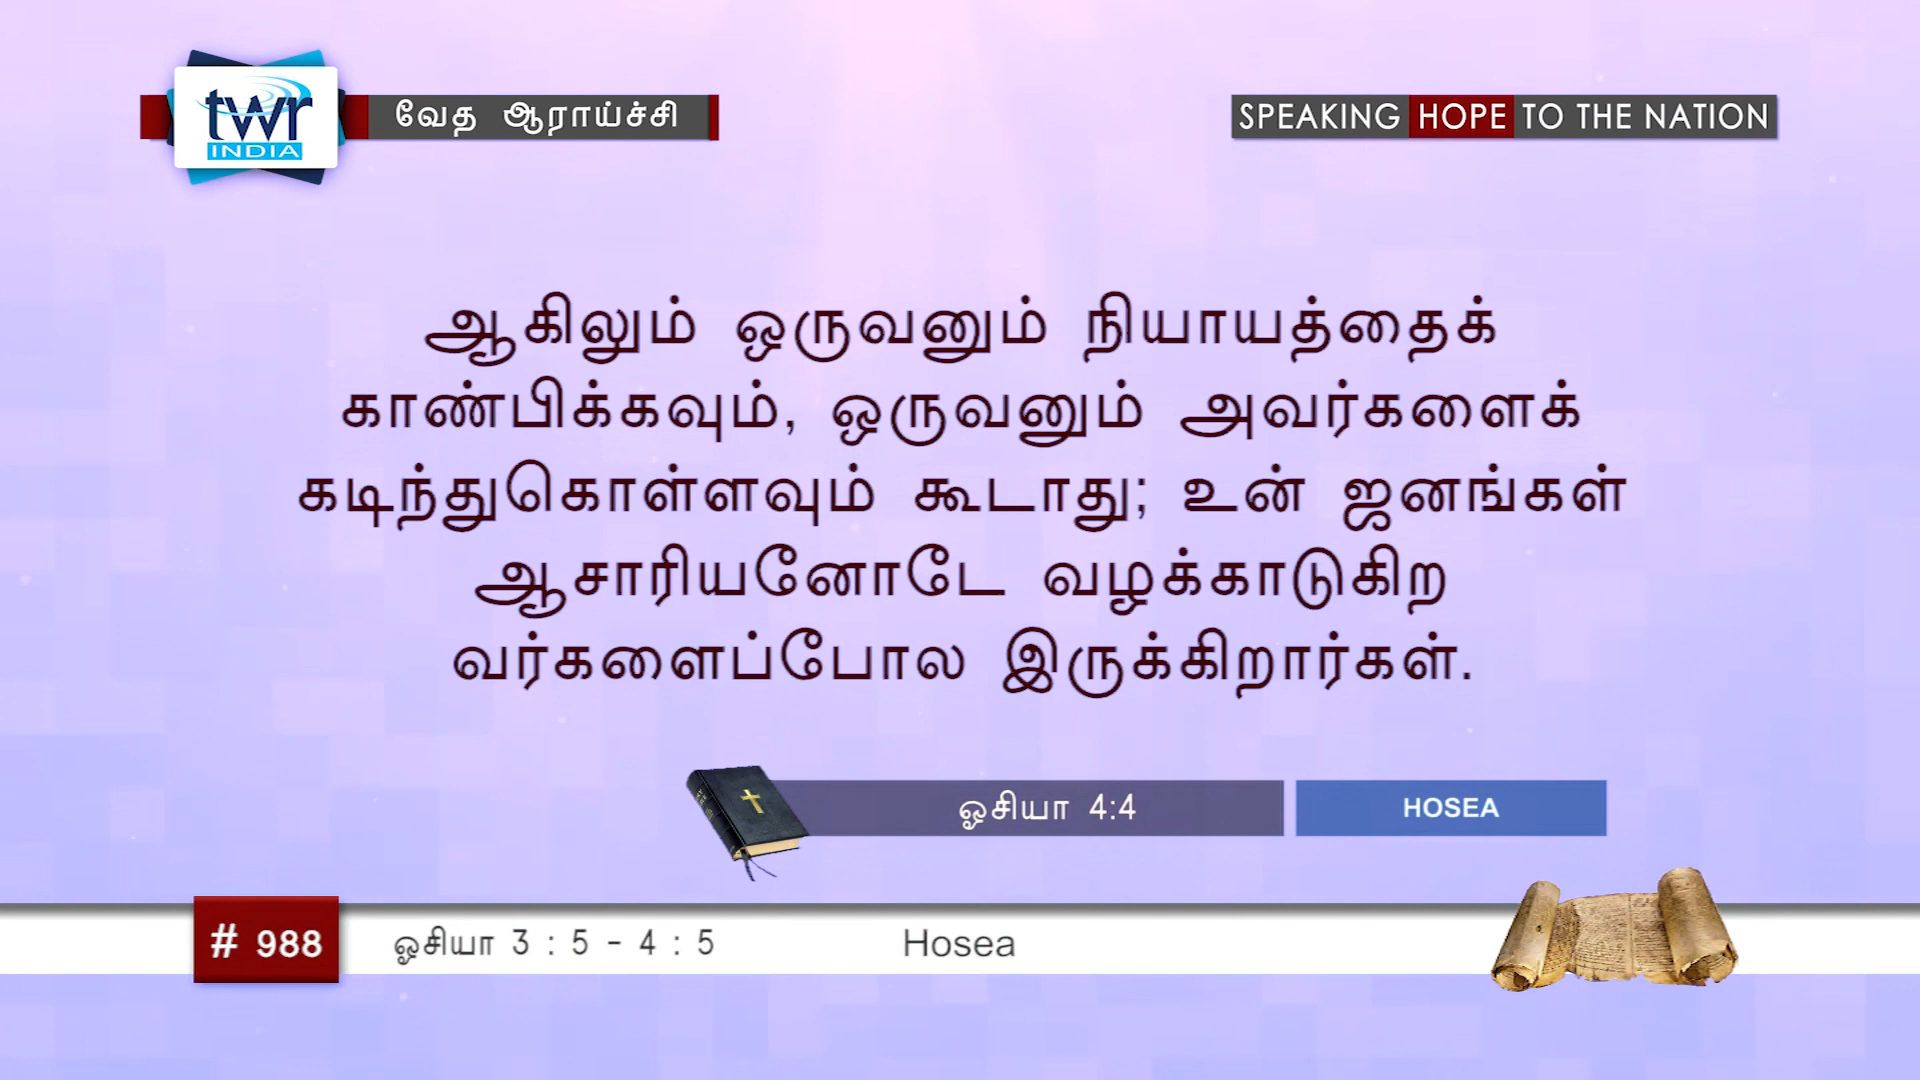 twr
INDIA
வேத ஆராய்ச்சி
SPEAKING HOPE TO THE NATION
ஆகிலும் ஒருவனும் நியாயத்தைக்
காண்பிக்கவும், ஒருவனும் அவர்களைக்
கடிந்துகொள்ளவும் கூடாது; உன் ஜனங்கள்
ஆசாரியனோடே வழக்காடுகிற
வர்களைப்போல இருக்கிறார்கள்.
ஓசியா 4:4
HOSEA
# 988
ஓசியா 3 : 5 - 4 : 5
Hosea